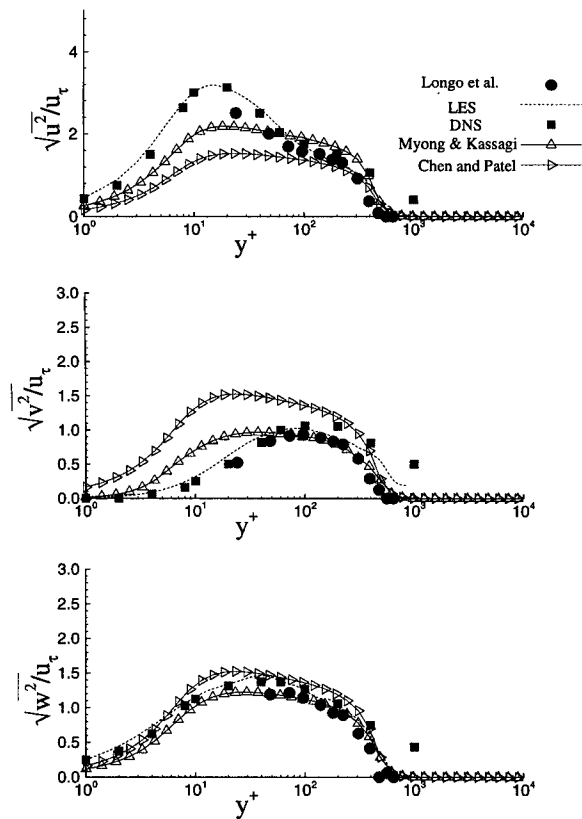 4
2
0
10⁰ 10¹ 10² 10³ 10⁴
y⁺
√u²/u_τ
Longo et al.
LES
DNS
Myong & Kassagi
Chen and Patel
3.0
2.5
2.0
1.5
1.0
0.5
0.0
10⁰ 10¹ 10² 10³ 10⁴
y⁺
√v²/u_τ
3.0
2.5
2.0
1.5
1.0
0.5
0.0
10⁰ 10¹ 10² 10³ 10⁴
y⁺
√w²/u_τ